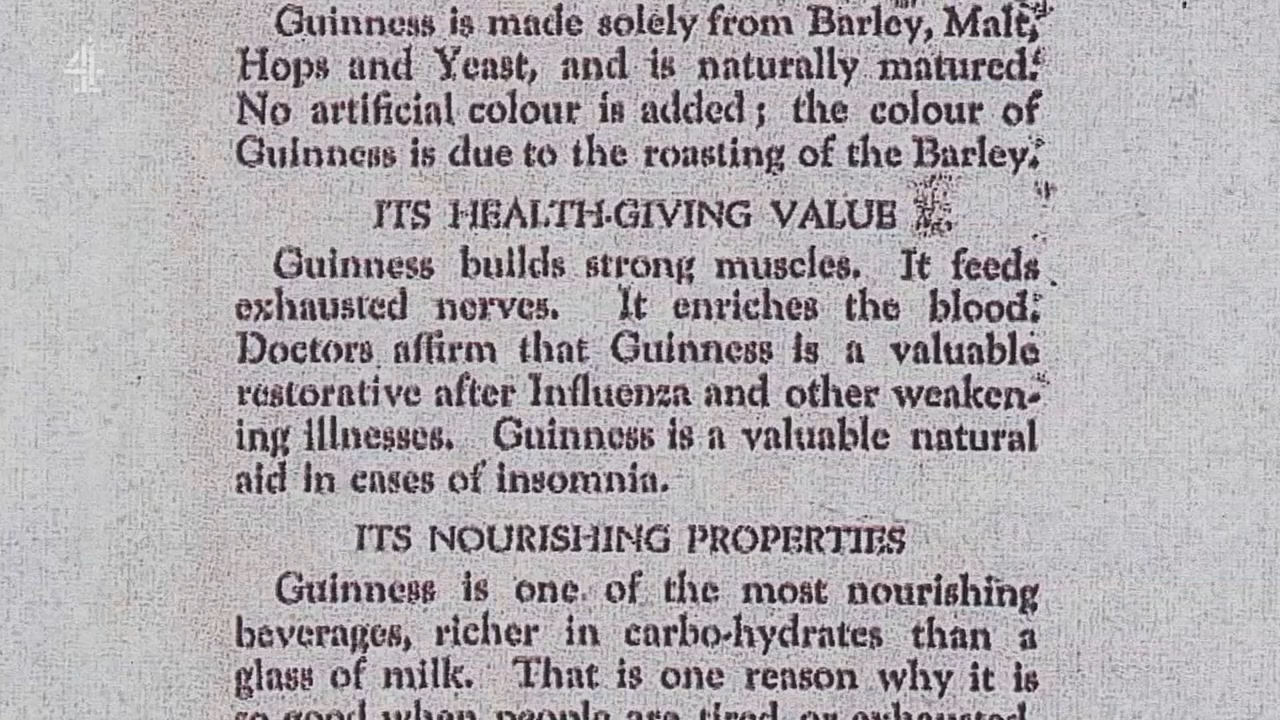 4
Guinness is made solely from Barley, Malt,
Hops and Yeast, and is naturally matured.
No artificial colour is added; the colour of
Guinness is due to the roasting of the Barley.
ITS HEALTH-GIVING VALUE
Guinness builds strong muscles. It feeds
exhausted nerves. It enriches the blood.
Doctors affirm that Guinness is a valuable
restorative after Influenza and other weaken-
ing illnesses. Guinness is a valuable natural
aid in cases of insomnia.
ITS NOURISHING PROPERTIES
Guinness is one of the most nourishing
beverages, richer in carbo-hydrates than a
glass of milk. That is one reason why it is
so good when people are tired or exhausted.